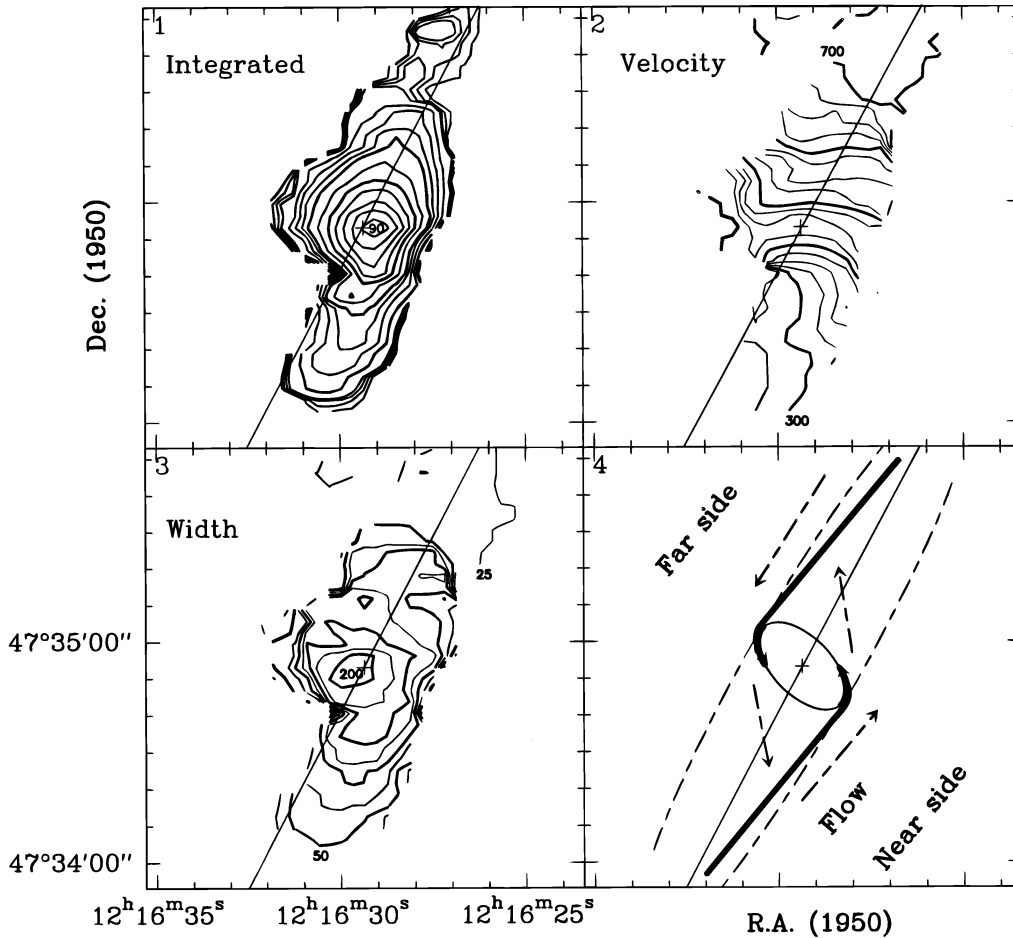 1
Integrated
90
2
Velocity
700
300
Dec. (1950)
3
Width
25
200
50
4
Far side
Flow
Near side
47°35'00"
47°34'00"
12ʰ16ᵐ35ˢ
12ʰ16ᵐ30ˢ
12ʰ16ᵐ25ˢ
R.A. (1950)